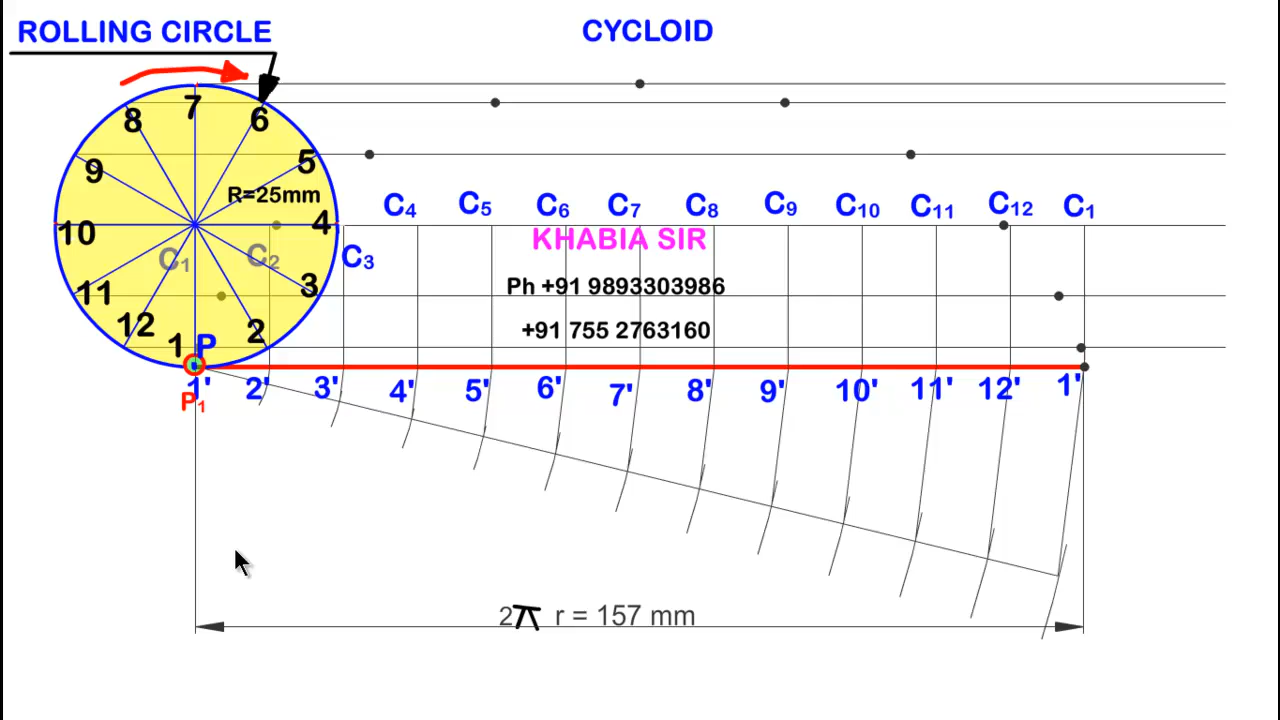 ROLLING CIRCLE
CYCLOID
7
8
6
9
5
R=25mm
10
4
C4 C5 C6 C7 C8 C9 C10 C11 C12 C1
KHABIA SIR
C1 C2 C3
11
3
Ph +91 9893303986
12
2
1
P
+91 755 2763160
1' 2' 3' 4' 5' 6' 7' 8' 9' 10' 11' 12' 1'
P1
2π r = 157 mm